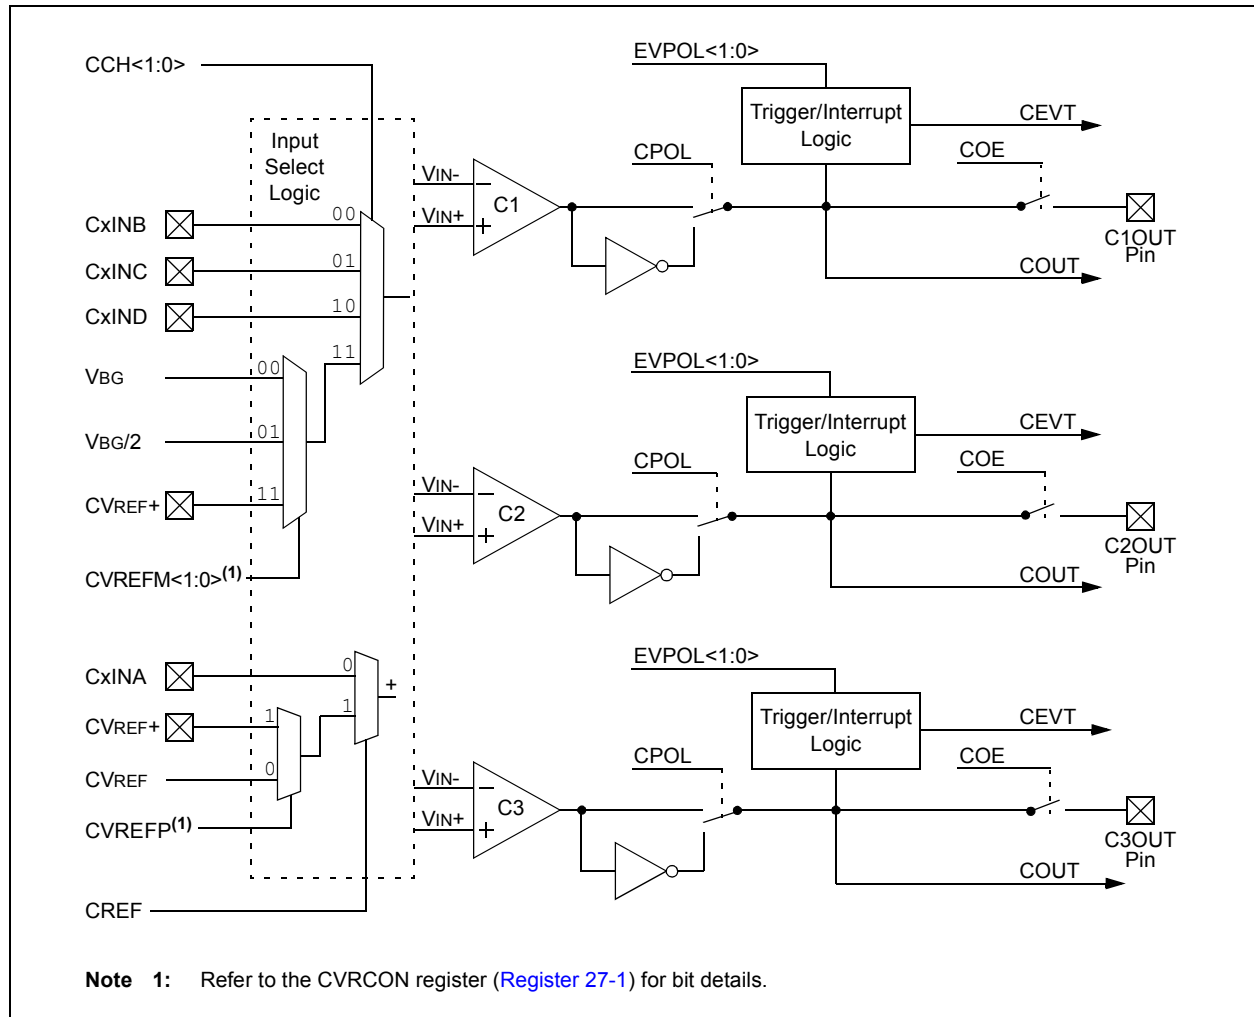 CCH<1:0>
Input
Select
Logic
CxINB
00
CxINC
01
CxIND
10
11
VBG
00
VBG/2
01
CVREF+
11
CVREFM<1:0>(1)
CxINA
0
+
CVREF+
1
1
CVREF
0
CVREFP(1)
CREF
EVPOL<1:0>
Trigger/Interrupt
Logic
CEVT
CPOL
COE
VIN-
–
C1
VIN+
+
C1OUT
Pin
COUT
EVPOL<1:0>
Trigger/Interrupt
Logic
CEVT
CPOL
COE
VIN-
–
C2
VIN+
+
C2OUT
Pin
COUT
EVPOL<1:0>
Trigger/Interrupt
Logic
CEVT
CPOL
COE
VIN-
–
C3
VIN+
+
C3OUT
Pin
COUT
Note 1: Refer to the CVRCON register (Register 27-1) for bit details.